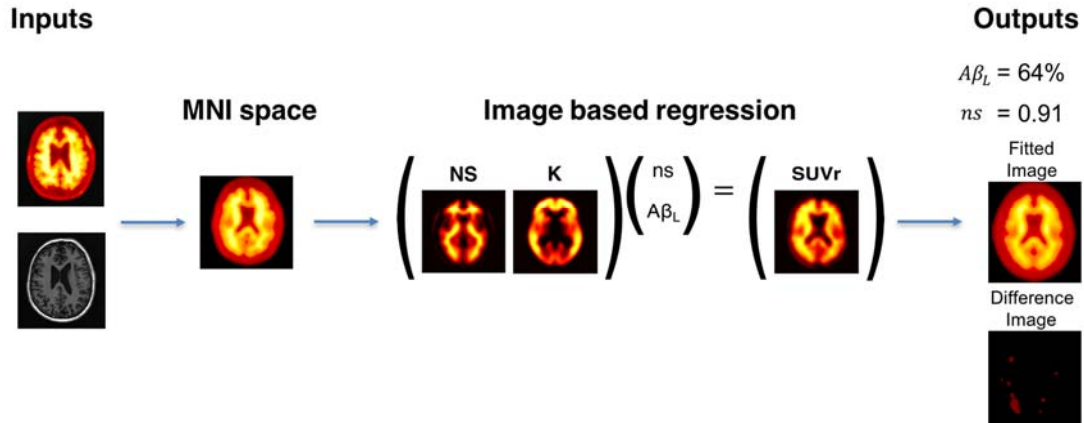 Inputs
Outputs
Aβ_L = 64%
ns = 0.91
MNI space
Image based regression
NS
K
ns
Aβ_L
=
SUVr
Fitted
Image
Difference
Image